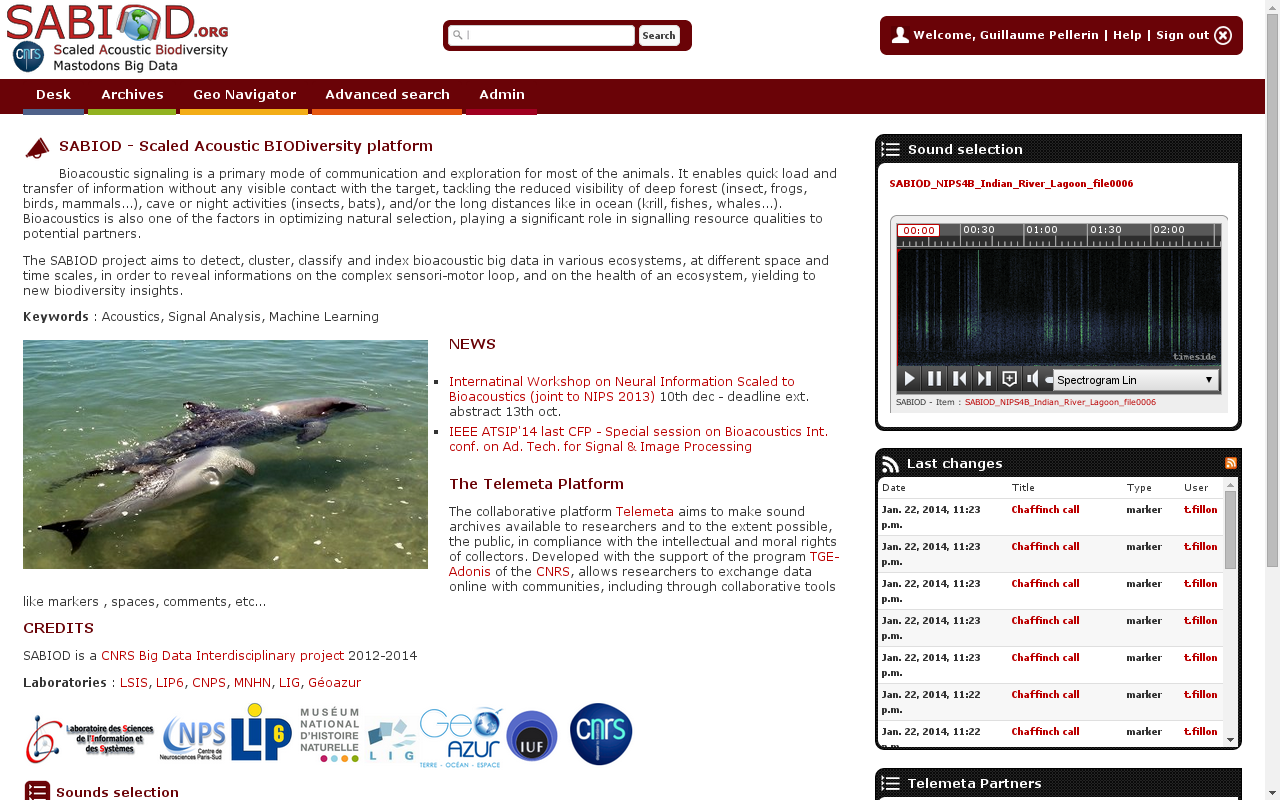 SABIOD.ORG
cnrs
Scaled Acoustic Biodiversity
Mastodons Big Data
Search
Welcome, Guillaume Pellerin | Help | Sign out
Desk
Archives
Geo Navigator
Advanced search
Admin
SABIOD - Scaled Acoustic BIODiversity platform
Bioacoustic signaling is a primary mode of communication and exploration for most of the animals. It enables quick load and
transfer of information without any visible contact with the target, tackling the reduced visibility of deep forest (insect, frogs,
birds, mammals...), cave or night activities (insects, bats), and/or the long distances like in ocean (krill, fishes, whales...).
Bioacoustics is also one of the factors in optimizing natural selection, playing a significant role in signalling resource qualities to
potential partners.
The SABIOD project aims to detect, cluster, classify and index bioacoustic big data in various ecosystems, at different space and
time scales, in order to reveal informations on the complex sensori-motor loop, and on the health of an ecosystem, yielding to
new biodiversity insights.
Keywords : Acoustics, Signal Analysis, Machine Learning
NEWS
Internatinal Workshop on Neural Information Scaled to
Bioacoustics (joint to NIPS 2013) 10th dec - deadline ext.
abstract 13th oct.
IEEE ATSIP'14 last CFP - Special session on Bioacoustics Int.
conf. on Ad. Tech. for Signal & Image Processing
The Telemeta Platform
The collaborative platform Telemeta aims to make sound
archives available to researchers and to the extent possible,
the public, in compliance with the intellectual and moral rights
of collectors. Developed with the support of the program TGE-
Adonis of the CNRS, allows researchers to exchange data
online with communities, including through collaborative tools
like markers , spaces, comments, etc...
CREDITS
SABIOD is a CNRS Big Data Interdisciplinary project 2012-2014
Laboratories : LSIS, LIP6, CNPS, MNHN, LIG, Géoazur
Laboratoire des Sciences
de l'Information et
des Systèmes
CNPS
Centre de
Neurosciences Paris-Sud
LIP6
MUSÉUM
NATIONAL
D'HISTOIRE
NATURELLE
LIG
GEO
AZUR
TERRE - OCÉAN - ESPACE
IUF
cnrs
Sounds selection
Sound selection
SABIOD_NIPS4B_Indian_River_Lagoon_file0006
00:00 00:30 01:00 01:30 02:00
timeside
Spectrogram Lin
SABIOD - Item : SABIOD_NIPS4B_Indian_River_Lagoon_file0006
Last changes
Date Title Type User
Jan. 22, 2014, 11:23 Chaffinch call marker t.fillon
p.m.
Jan. 22, 2014, 11:23 Chaffinch call marker t.fillon
p.m.
Jan. 22, 2014, 11:23 Chaffinch call marker t.fillon
p.m.
Jan. 22, 2014, 11:23 Chaffinch call marker t.fillon
p.m.
Jan. 22, 2014, 11:23 Chaffinch call marker t.fillon
p.m.
Jan. 22, 2014, 11:22 Chaffinch call marker t.fillon
p.m.
Jan. 22, 2014, 11:22 Chaffinch call marker t.fillon
p.m.
Telemeta Partners